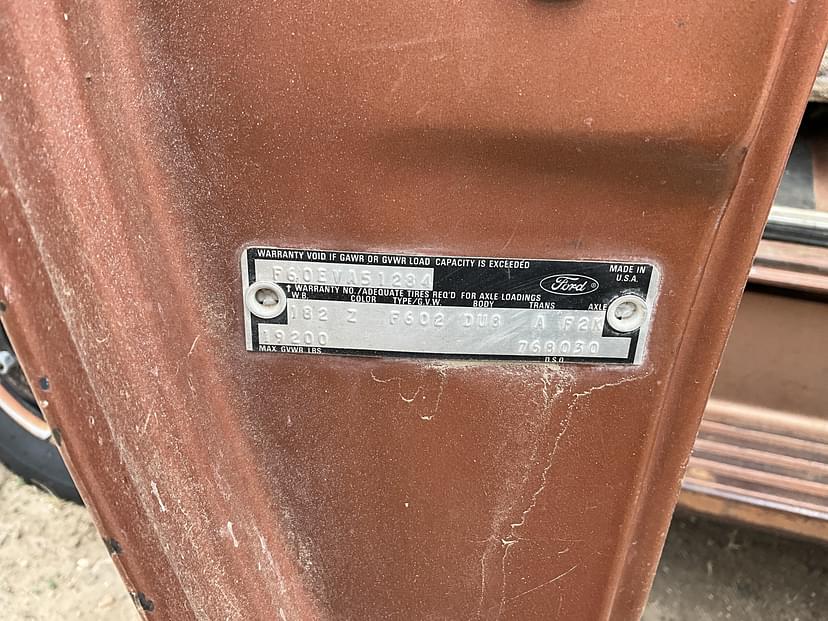 WARRANTY VOID IF GAWR OR GVWR LOAD CAPACITY IS EXCEEDED
MADE IN U.S.A.
F60EVA51284
Ford ®
† WARRANTY NO./ADEQUATE TIRES REQ'D FOR AXLE LOADINGS
W.B. COLOR TYPE/G.V.W. BODY TRANS AXLE
182 Z F602 DU8 A F2K
19200 768030
MAX. GVWR LBS. D.S.O.